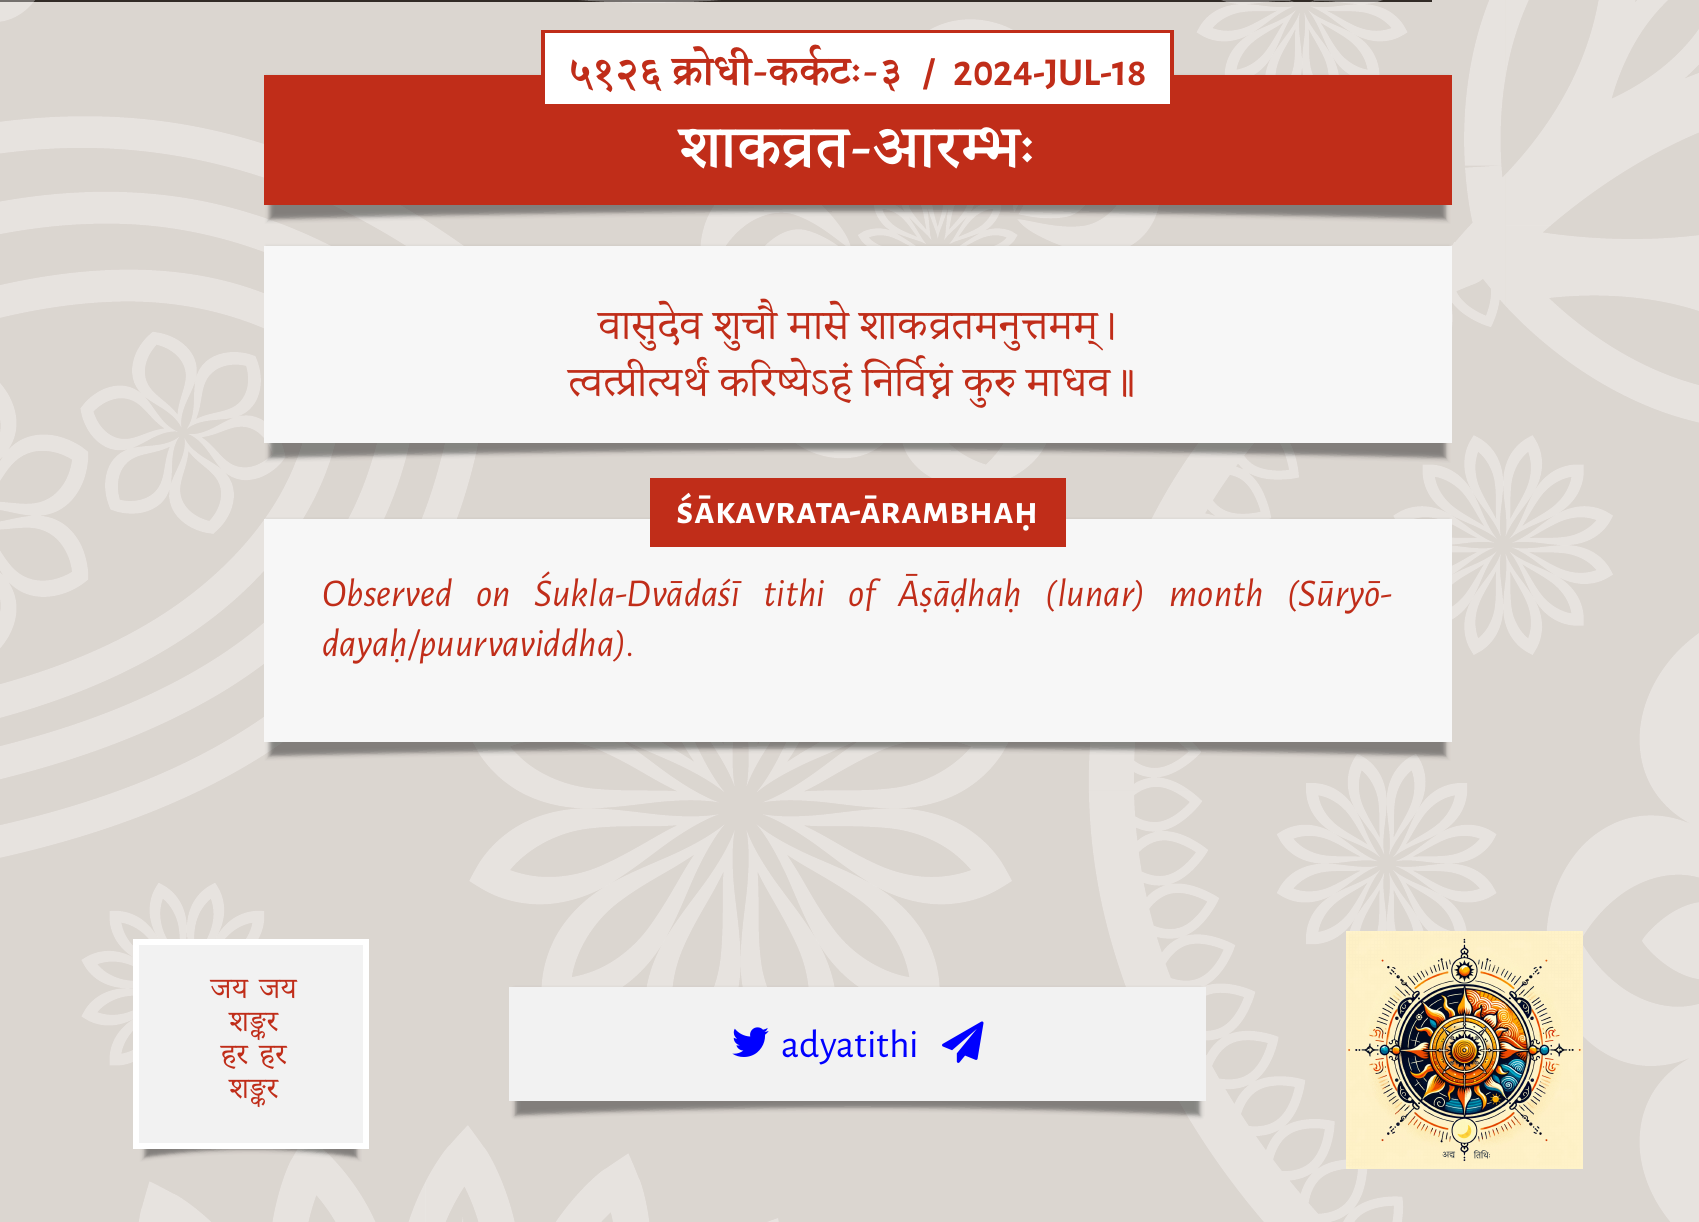 ५१२६ क्रोधी-कर्कटः-३ / 2024-JUL-18
शाकव्रत-आरम्भः
वासुदेव शुचौ मासे शाकव्रतमनुत्तमम्।
त्वत्प्रीत्यर्थं करिष्येऽहं निर्विघ्नं कुरु माधव॥
ŚĀKAVRATA-ĀRAMBHAḤ
Observed on Śukla-Dvādaśī tithi of Āṣāḍhaḥ (lunar) month (Sūryō-
dayaḥ/puurvaviddha).
जय जय
शङ्कर
हर हर
शङ्कर
adyatithi
अद्य तिथिः